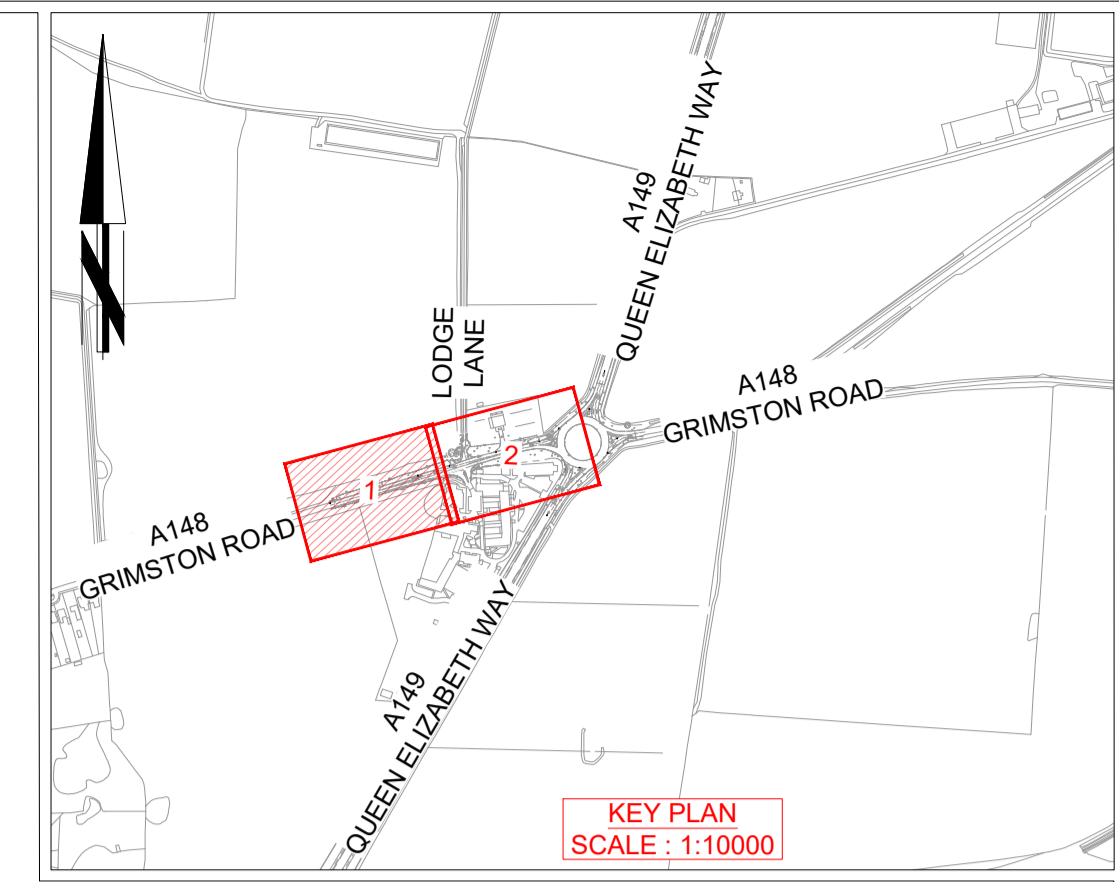 A149
QUEEN ELIZABETH WAY
LODGE
LANE
A148
GRIMSTON ROAD
2
1
A148
GRIMSTON ROAD
A149
QUEEN ELIZABETH WAY
N
KEY PLAN
SCALE : 1:10000